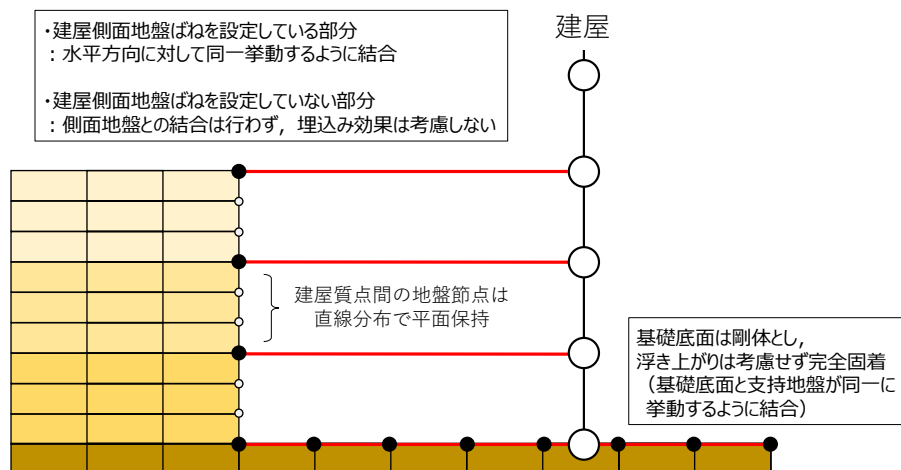 ・建屋側面地盤ばねを設定している部分
：水平方向に対して同一挙動するように結合
・建屋側面地盤ばねを設定していない部分
：側面地盤との結合は行わず，埋込み効果は考慮しない
建屋
建屋質点間の地盤節点は
直線分布で平面保持
基礎底面は剛体とし，
浮き上がりは考慮せず完全固着
（基礎底面と支持地盤が同一に
挙動するように結合）